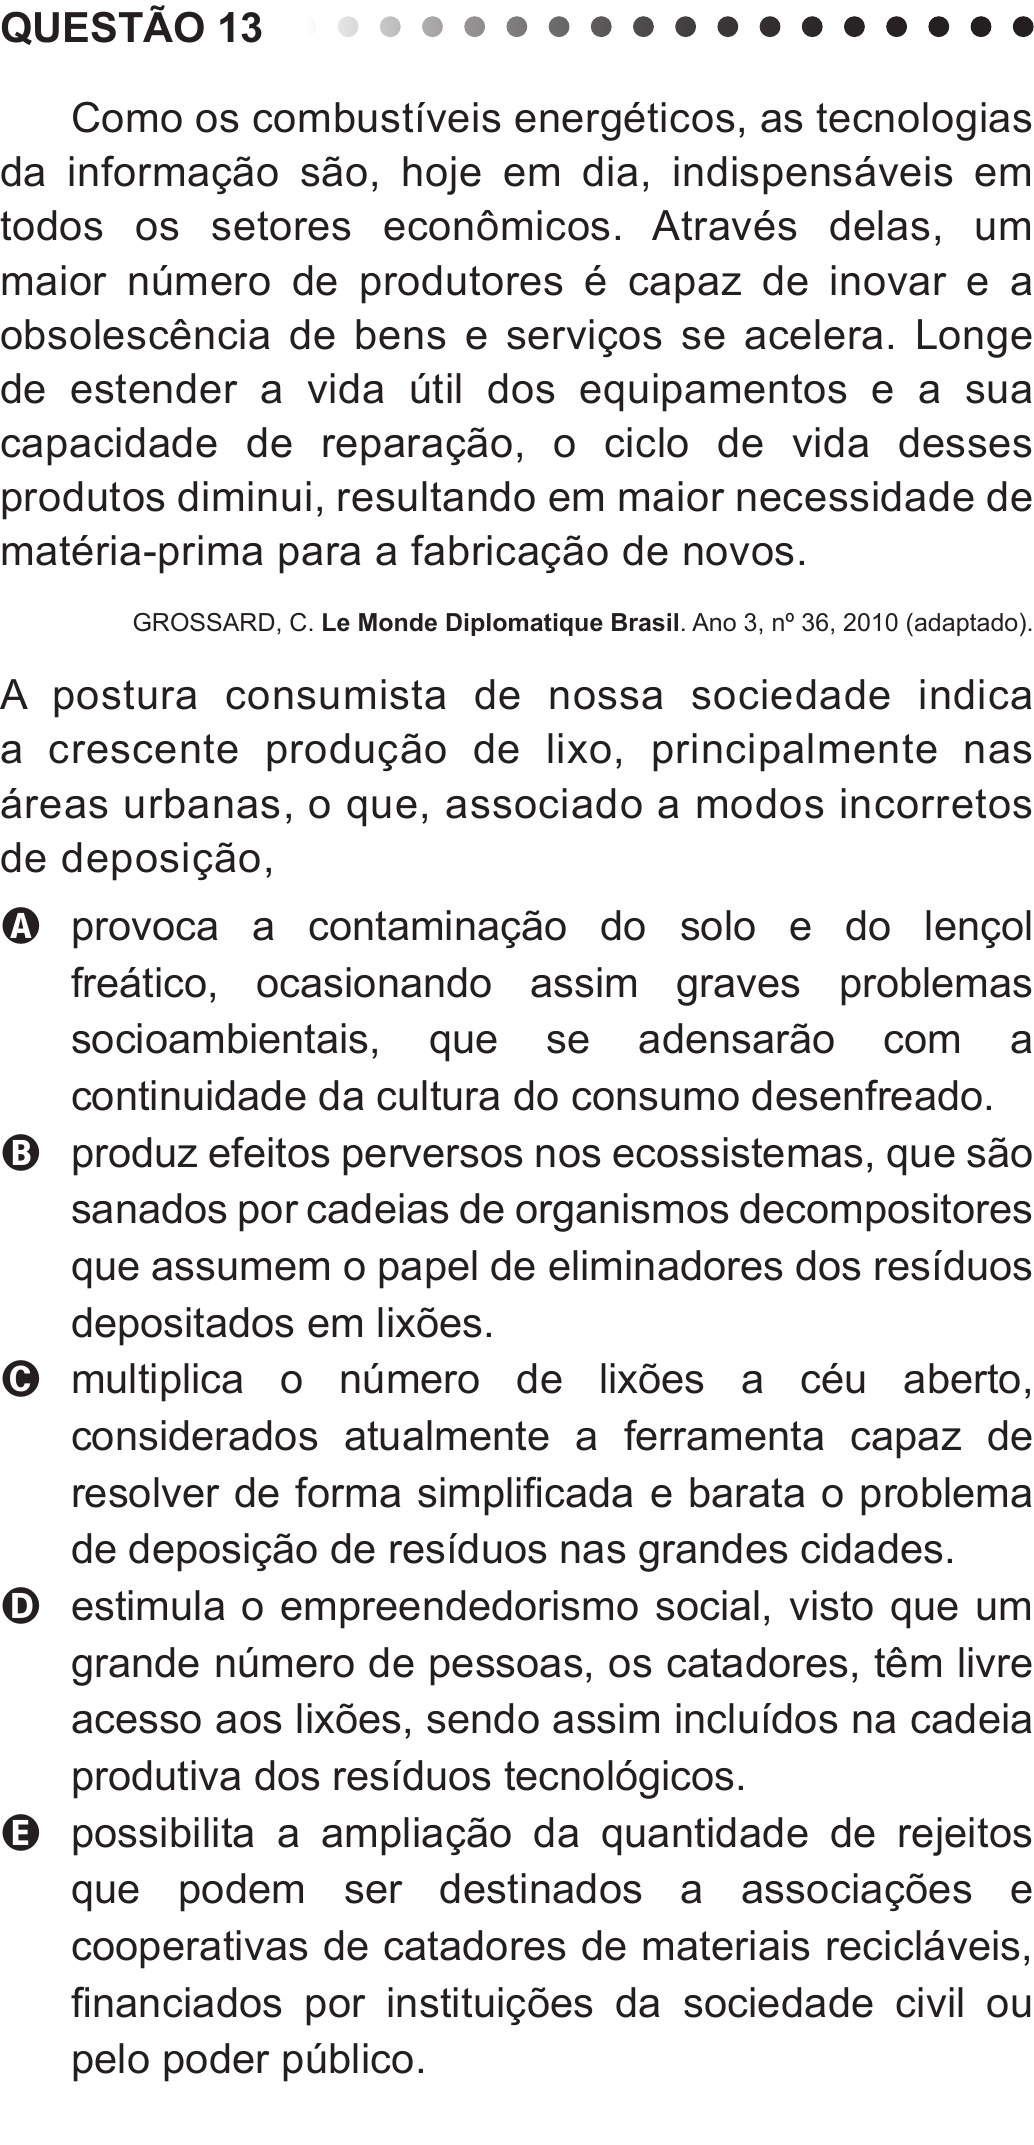 QUESTÃO 13
Como os combustíveis energéticos, as tecnologias
da informação são, hoje em dia, indispensáveis em
todos os setores econômicos. Através delas, um
maior número de produtores é capaz de inovar e a
obsolescência de bens e serviços se acelera. Longe
de estender a vida útil dos equipamentos e a sua
capacidade de reparação, o ciclo de vida desses
produtos diminui, resultando em maior necessidade de
matéria-prima para a fabricação de novos.
GROSSARD, C. Le Monde Diplomatique Brasil. Ano 3, nº 36, 2010 (adaptado).
A postura consumista de nossa sociedade indica
a crescente produção de lixo, principalmente nas
áreas urbanas, o que, associado a modos incorretos
de deposição,
A provoca a contaminação do solo e do lençol
freático, ocasionando assim graves problemas
socioambientais, que se adensarão com a
continuidade da cultura do consumo desenfreado.
B produz efeitos perversos nos ecossistemas, que são
sanados por cadeias de organismos decompositores
que assumem o papel de eliminadores dos resíduos
depositados em lixões.
C multiplica o número de lixões a céu aberto,
considerados atualmente a ferramenta capaz de
resolver de forma simplificada e barata o problema
de deposição de resíduos nas grandes cidades.
D estimula o empreendedorismo social, visto que um
grande número de pessoas, os catadores, têm livre
acesso aos lixões, sendo assim incluídos na cadeia
produtiva dos resíduos tecnológicos.
E possibilita a ampliação da quantidade de rejeitos
que podem ser destinados a associações e
cooperativas de catadores de materiais recicláveis,
financiados por instituições da sociedade civil ou
pelo poder público.